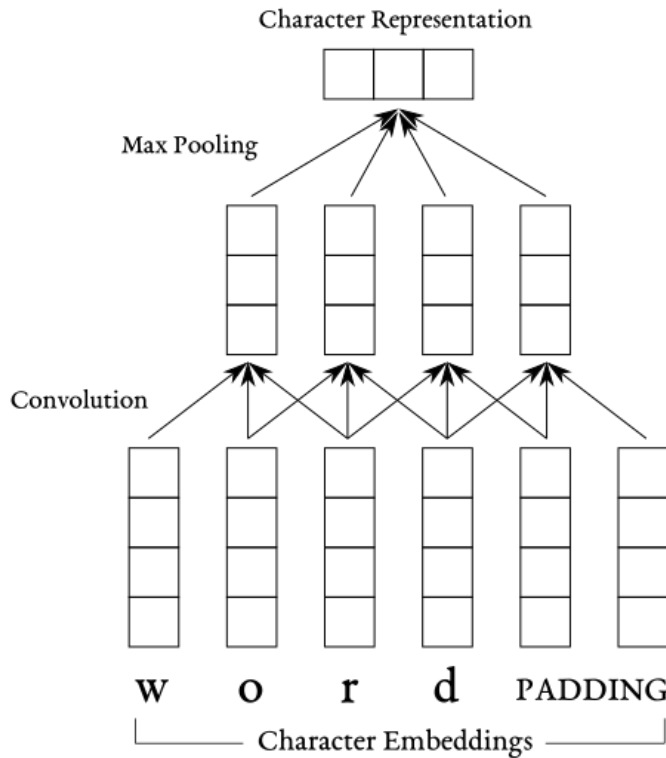 Character Representation
Max Pooling
Convolution
w o r d PADDING
Character Embeddings